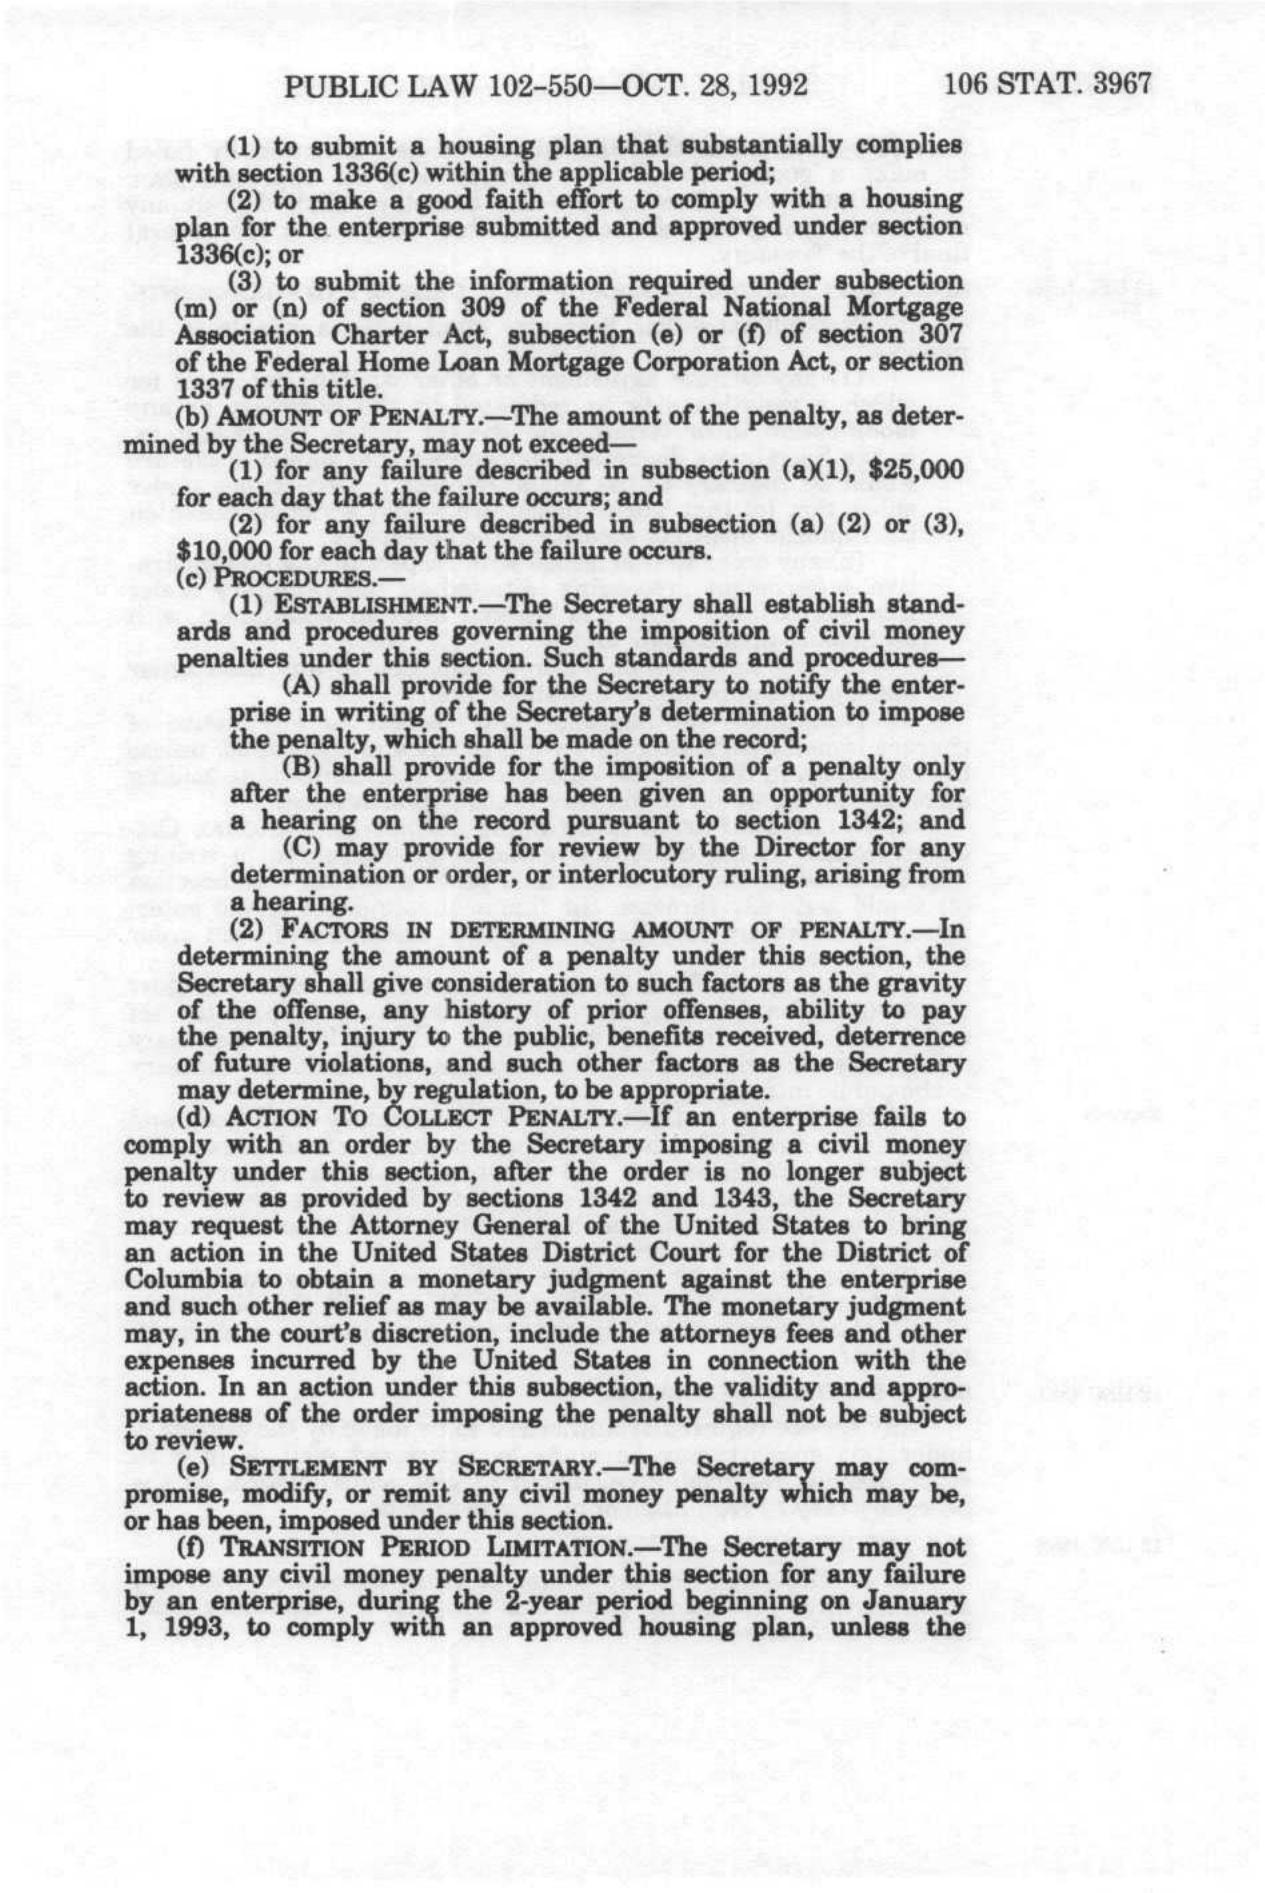 PUBLIC LAW 102-550—OCT. 28, 1992 106 STAT. 3967
(1) to submit a housing plan that substantially complies
with section 1336(c) within the applicable period;
(2) to make a good faith effort to comply with a housing
plan for the enterprise submitted and approved under section
1336(c); or
(3) to submit the information required under subsection
(m) or (n) of section 309 of the Federal National Mortgage
Association Charter Act, subsection (e) or (f) of section 307
of the Federal Home Loan Mortgage Corporation Act, or section
1337 of this title.
(b) AMOUNT OF PENALTY.—The amount of the penalty, as deter-
mined by the Secretary, may not exceed—
(1) for any failure described in subsection (a)(1), $25,000
for each day that the failure occurs; and
(2) for any failure described in subsection (a) (2) or (3),
$10,000 for each day that the failure occurs.
(c) PROCEDURES.—
(1) ESTABLISHMENT.—The Secretary shall establish stand-
ards and procedures governing the imposition of civil money
penalties under this section. Such standards and procedures—
(A) shall provide for the Secretary to notify the enter-
prise in writing of the Secretary's determination to impose
the penalty, which shall be made on the record;
(B) shall provide for the imposition of a penalty only
after the enterprise has been given an opportunity for
a hearing on the record pursuant to section 1342; and
(C) may provide for review by the Director for any
determination or order, or interlocutory ruling, arising from
a hearing.
(2) FACTORS IN DETERMINING AMOUNT OF PENALTY.—In
determining the amount of a penalty under this section, the
Secretary shall give consideration to such factors as the gravity
of the offense, any history of prior offenses, ability to pay
the penalty, injury to the public, benefits received, deterrence
of future violations, and such other factors as the Secretary
may determine, by regulation, to be appropriate.
(d) ACTION TO COLLECT PENALTY.—If an enterprise fails to
comply with an order by the Secretary imposing a civil money
penalty under this section, after the order is no longer subject
to review as provided by sections 1342 and 1343, the Secretary
may request the Attorney General of the United States to bring
an action in the United States District Court for the District of
Columbia to obtain a monetary judgment against the enterprise
and such other relief as may be available. The monetary judgment
may, in the court's discretion, include the attorneys fees and other
expenses incurred by the United States in connection with the
action. In an action under this subsection, the validity and appro-
priateness of the order imposing the penalty shall not be subject
to review.
(e) SETTLEMENT BY SECRETARY.—The Secretary may com-
promise, modify, or remit any civil money penalty which may be,
or has been, imposed under this section.
(f) TRANSITION PERIOD LIMITATION.—The Secretary may not
impose any civil money penalty under this section for any failure
by an enterprise, during the 2-year period beginning on January
1, 1993, to comply with an approved housing plan, unless the